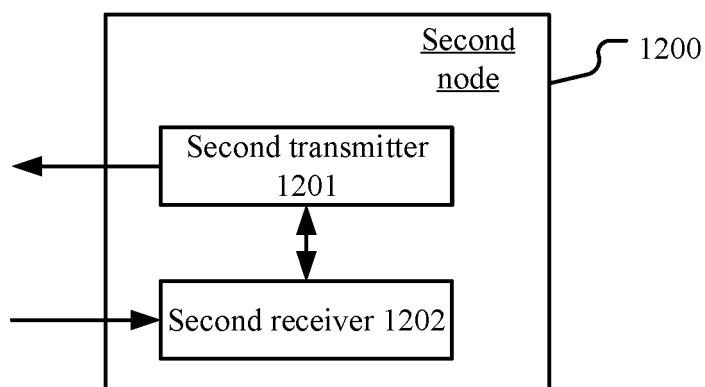 Second
node
1200
Second transmitter
1201
Second receiver 1202